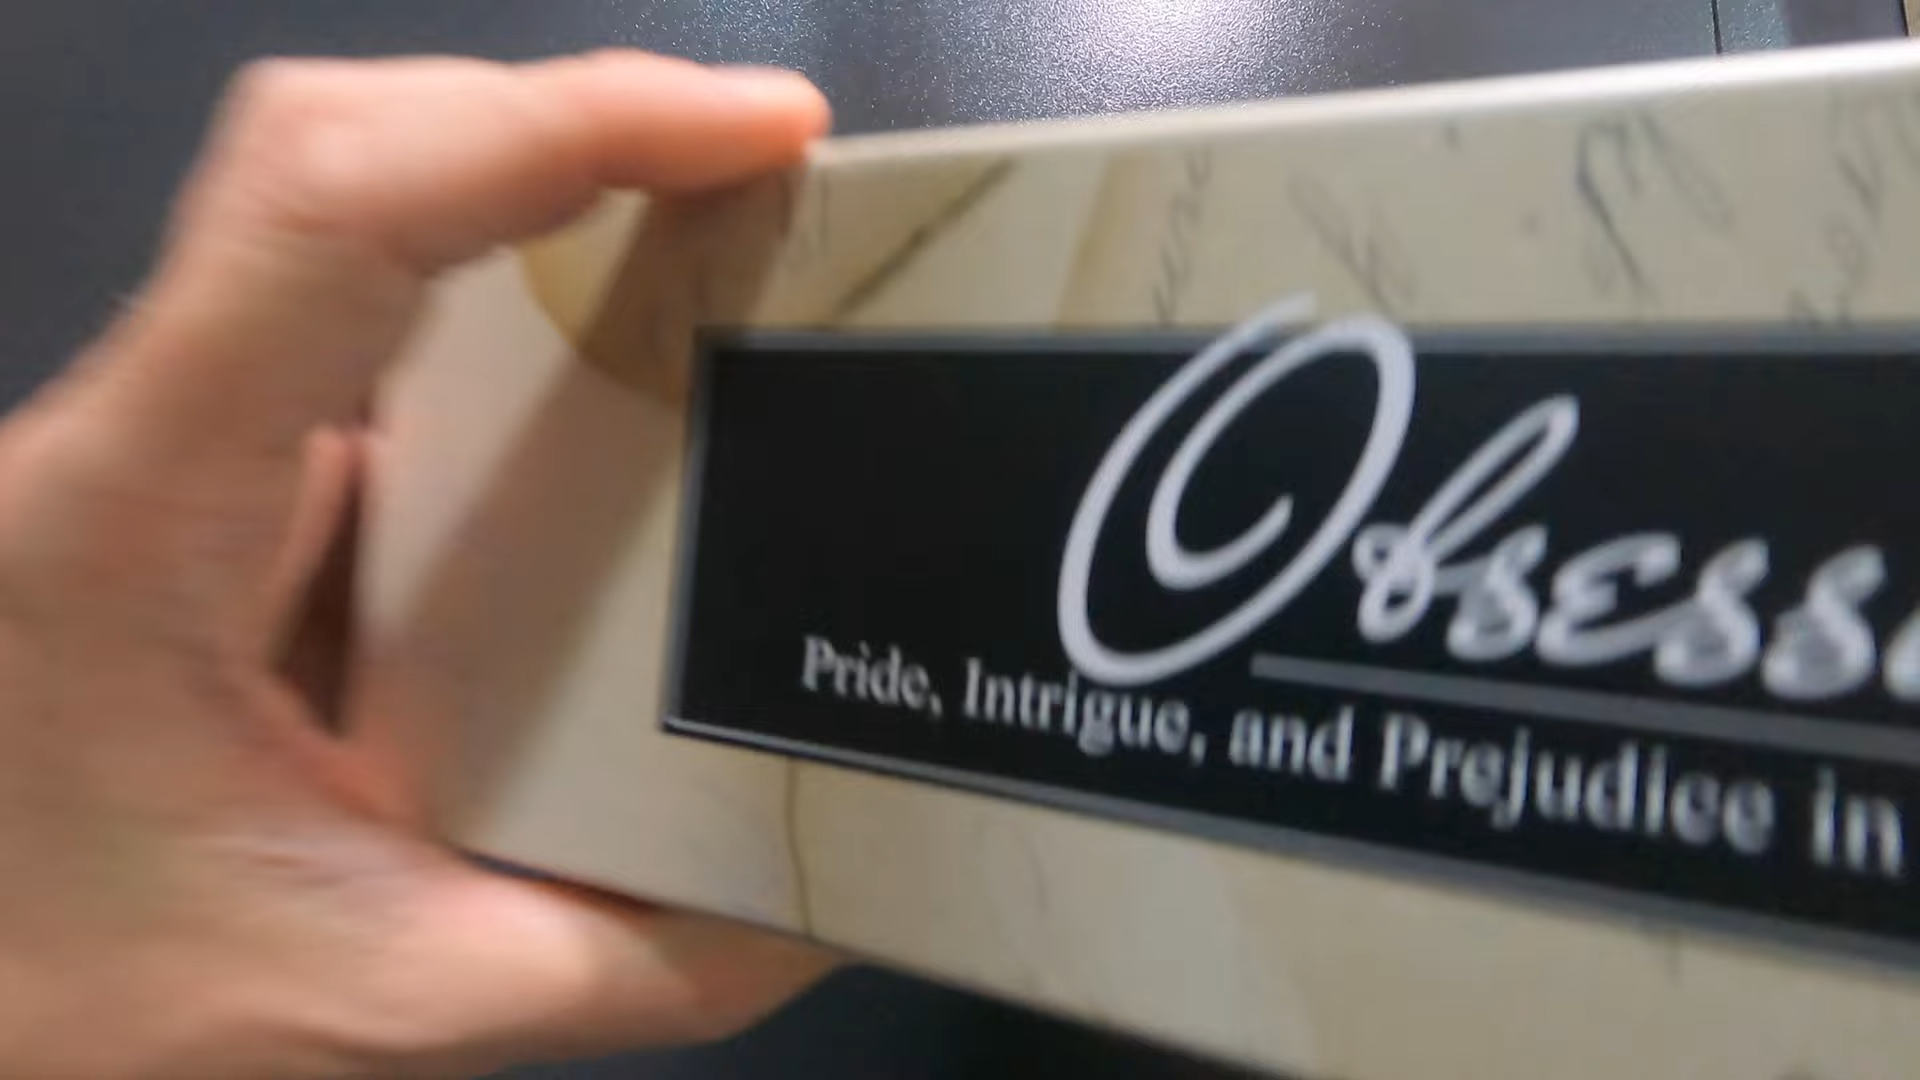 Obsess
Pride, Intrigue, and Prejudice in